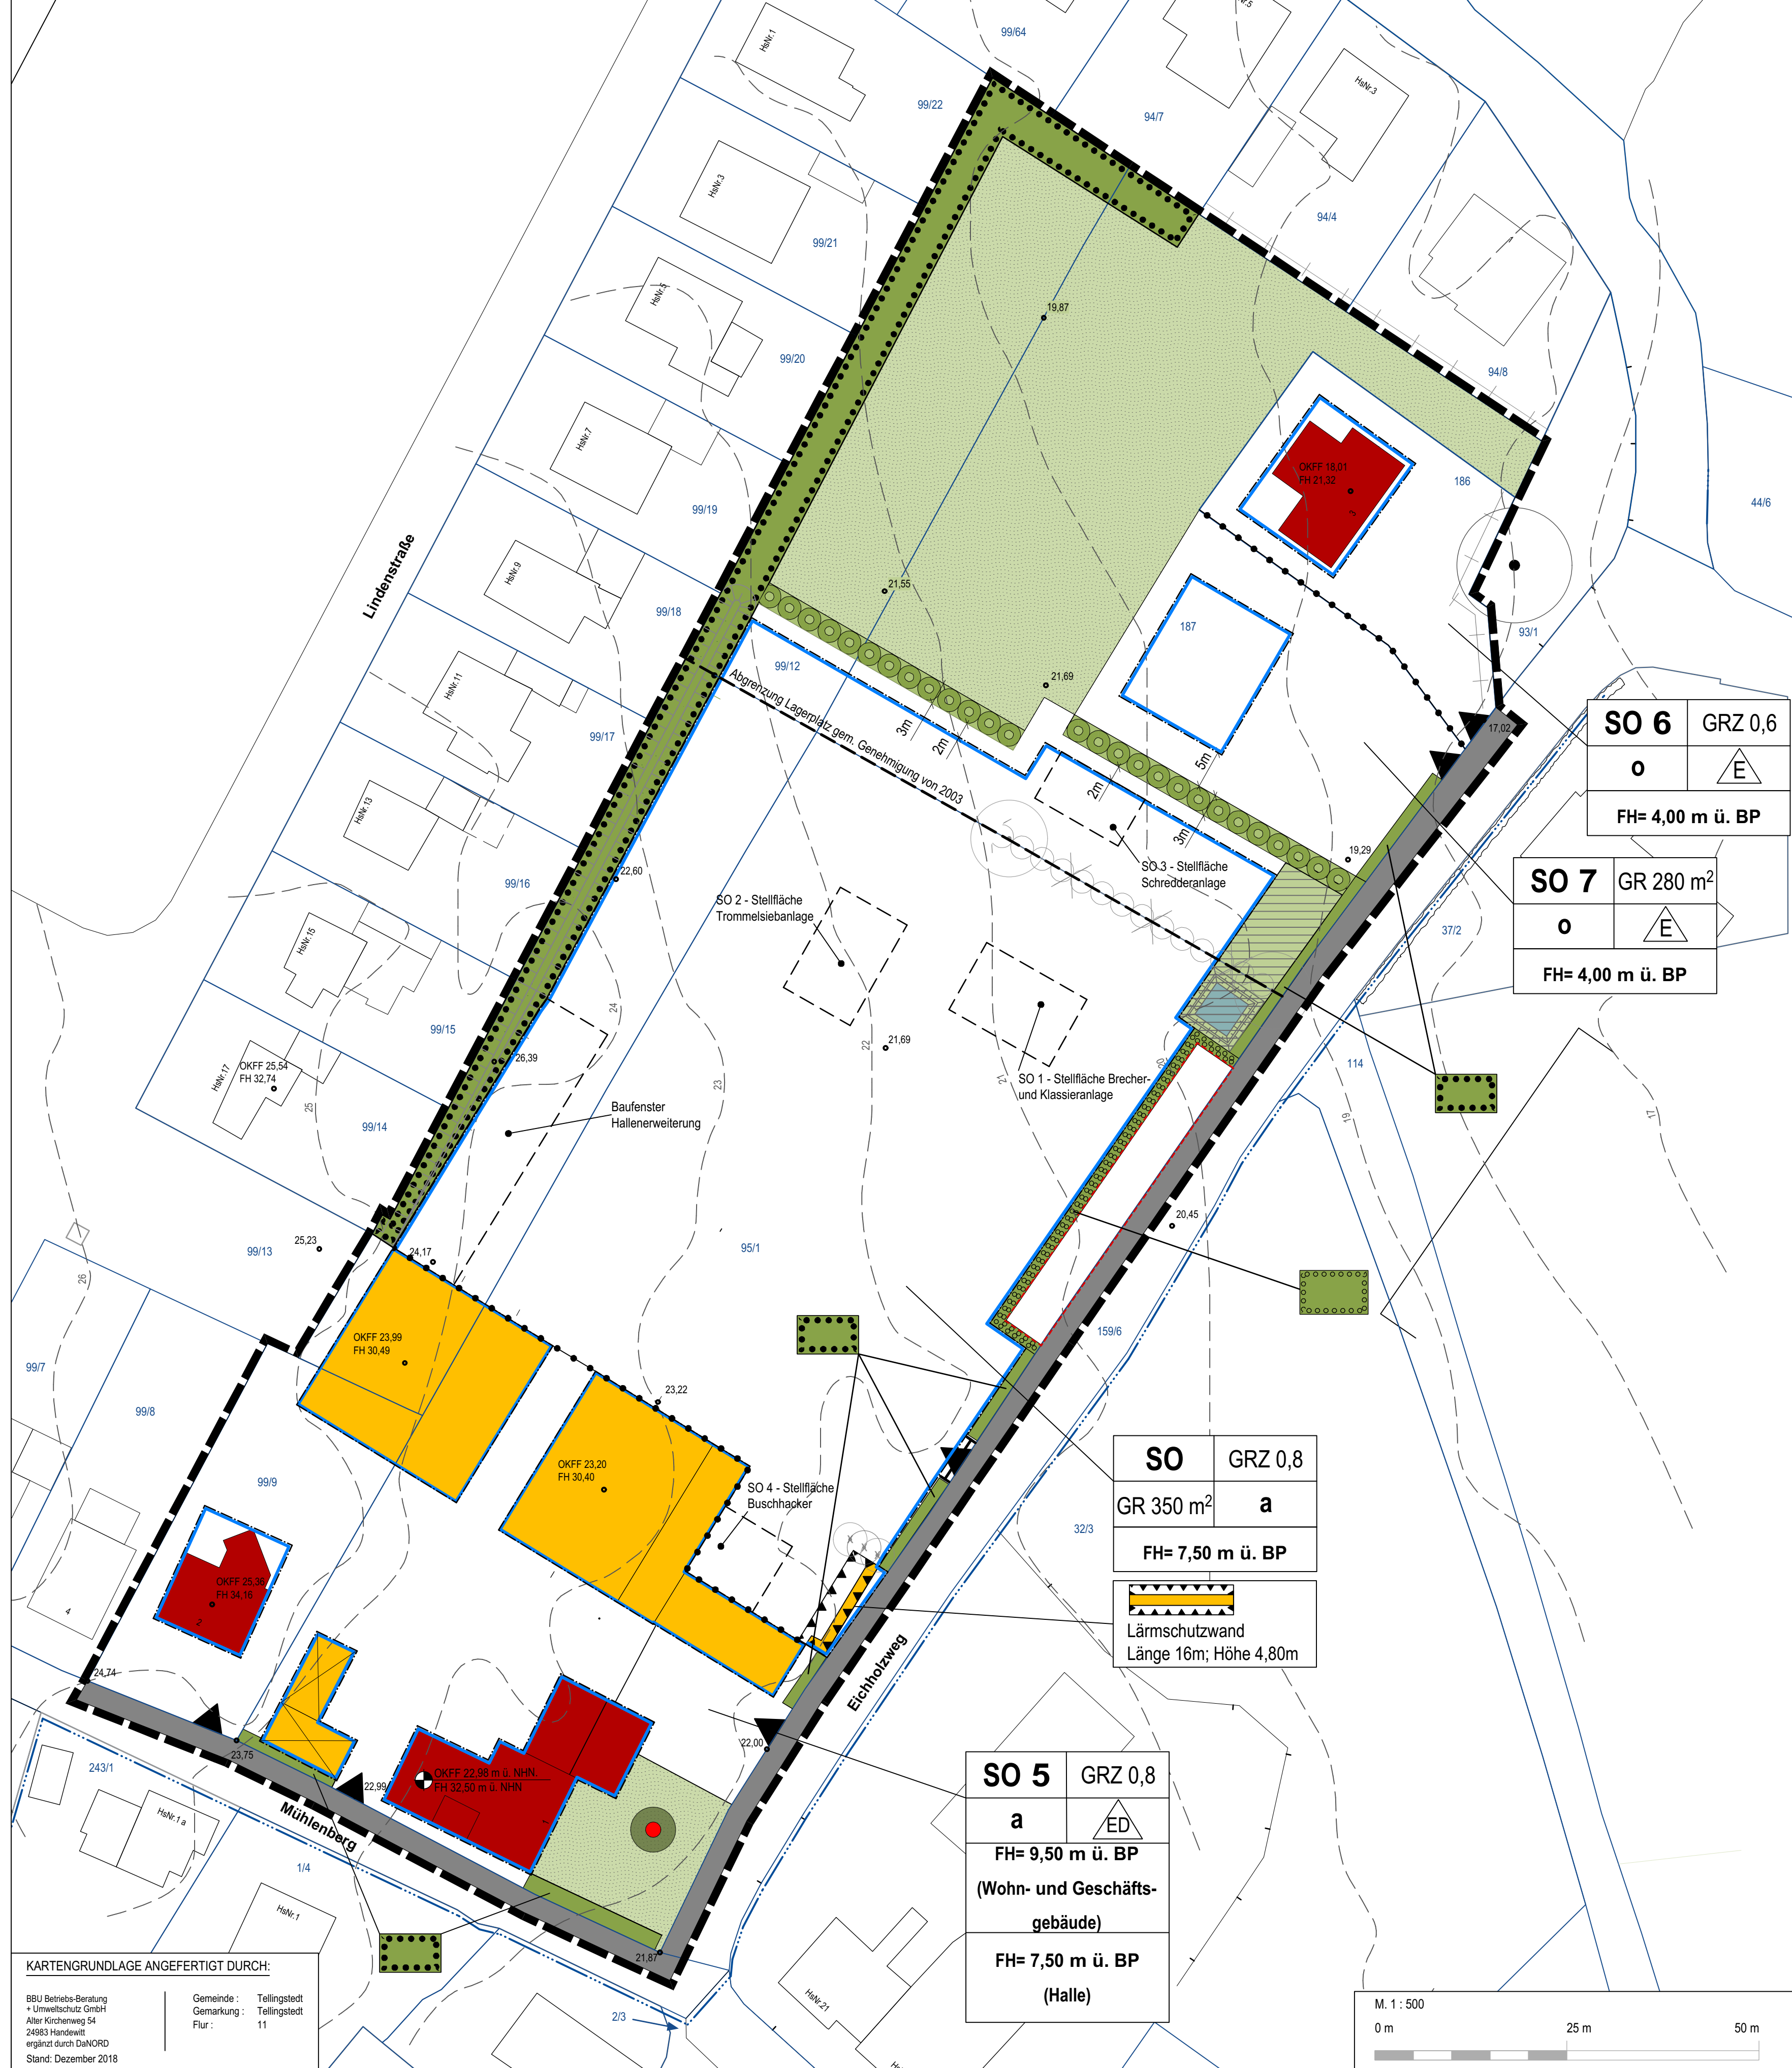 HsNr.1
99/64
HsNr.3
99/22
94/7
HsNr.3
94/4
99/21
HsNr.5
99/20
19,87
94/8
HsNr.7
OKFF 18,01
FH 21,32
3
186
44/6
99/19
Lindenstraße
HsNr.9
21,55
99/18
187
93/1
99/12
HsNr.11
21,69
Abgrenzung Lagerplatz gem. Genehmigung von 2003
3m
2m
99/17
5m
2m
3m
17,02
SO 6
GRZ 0,6
o
E
FH= 4,00 m ü. BP
HsNr.13
19,29
SO 3 - Stellfläche
Schredderanlage
22,60
99/16
SO 2 - Stellfläche
Trommelsiebanlage
SO 7
GR 280 m²
o
E
FH= 4,00 m ü. BP
37/2
HsNr.15
24
99/15
22
21,69
26,39
20
114
HsNr.17
OKFF 25,54
FH 32,74
23
21
SO 1 - Stellfläche Brecher-
und Klassieranlage
25
99/14
Baufenster
Hallenerweiterung
19
17
20,45
25,23
99/13
24,17
95/1
26
159/6
OKFF 23,99
FH 30,49
99/7
23,22
99/8
SO
GRZ 0,8
GR 350 m²
a
FH= 7,50 m ü. BP
OKFF 23,20
FH 30,40
99/9
SO 4 - Stellfläche
Buschhacker
32/3
OKFF 25,36
FH 34,16
2
4
Lärmschutzwand
Länge 16m; Höhe 4,80m
24,74
Eichholzweg
23,75
22,00
243/1
22,99
OKFF 22,98 m ü. NHN
FH 32,50 m ü. NHN
SO 5
GRZ 0,8
a
ED
FH= 9,50 m ü. BP
(Wohn- und Geschäfts-
gebäude)
FH= 7,50 m ü. BP
(Halle)
HsNr.1a
Mühlenberg
1/4
HsNr.1
21,87
HsNr.21
2/3
KARTENGRUNDLAGE ANGEFERTIGT DURCH:
BBU Betriebs-Beratung
+ Umweltschutz GmbH
Alter Kirchenweg 54
24983 Handewitt
ergänzt durch DaNORD
Stand: Dezember 2018
Gemeinde : Tellingstedt
Gemarkung : Tellingstedt
Flur : 11
M. 1 : 500
0 m
25 m
50 m